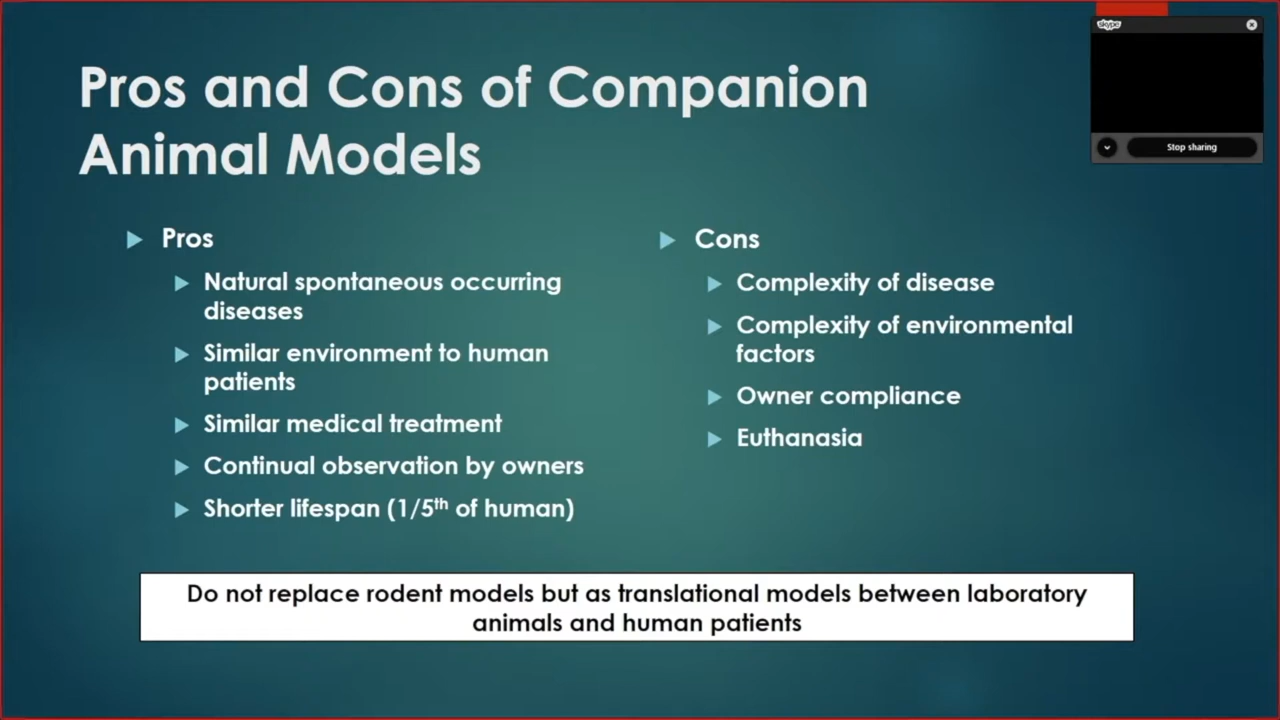 Pros and Cons of Companion
Animal Models
Pros
Natural spontaneous occurring
diseases
Similar environment to human
patients
Similar medical treatment
Continual observation by owners
Shorter lifespan (1/5th of human)
Cons
Complexity of disease
Complexity of environmental
factors
Owner compliance
Euthanasia
Do not replace rodent models but as translational models between laboratory
animals and human patients
skype
Stop sharing